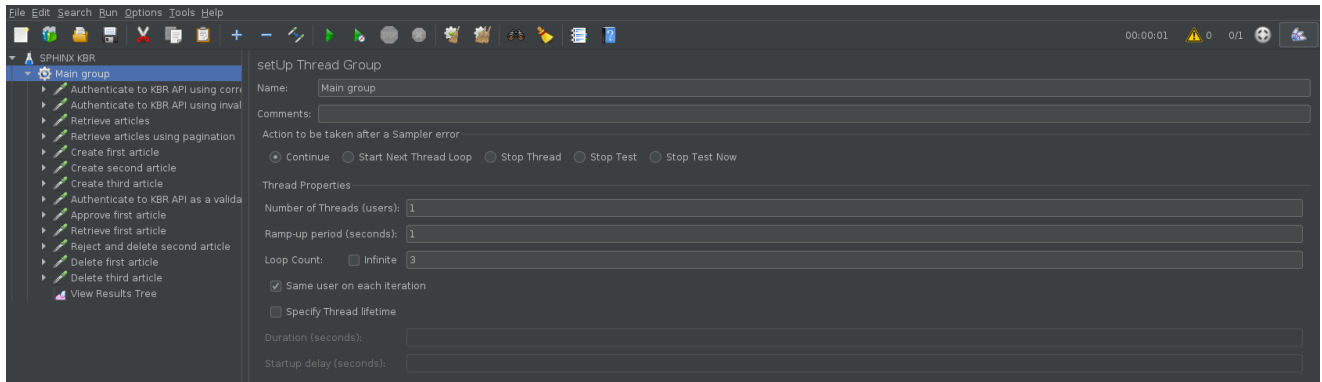 File Edit Search Run Options Tools Help
00:00:01 0 0/1
SPHINX KBR
Main group
Authenticate to KBR API using corre
Authenticate to KBR API using inval
Retrieve articles
Retrieve articles using pagination
Create first article
Create second article
Create third article
Authenticate to KBR API as a valida
Approve first article
Retrieve first article
Reject and delete second article
Delete first article
Delete third article
View Results Tree
setUp Thread Group
Name: Main group
Comments:
Action to be taken after a Sampler error
Continue Start Next Thread Loop Stop Thread Stop Test Stop Test Now
Thread Properties
Number of Threads (users): 1
Ramp-up period (seconds): 1
Loop Count: Infinite 3
Same user on each iteration
Specify Thread lifetime
Duration (seconds):
Startup delay (seconds):